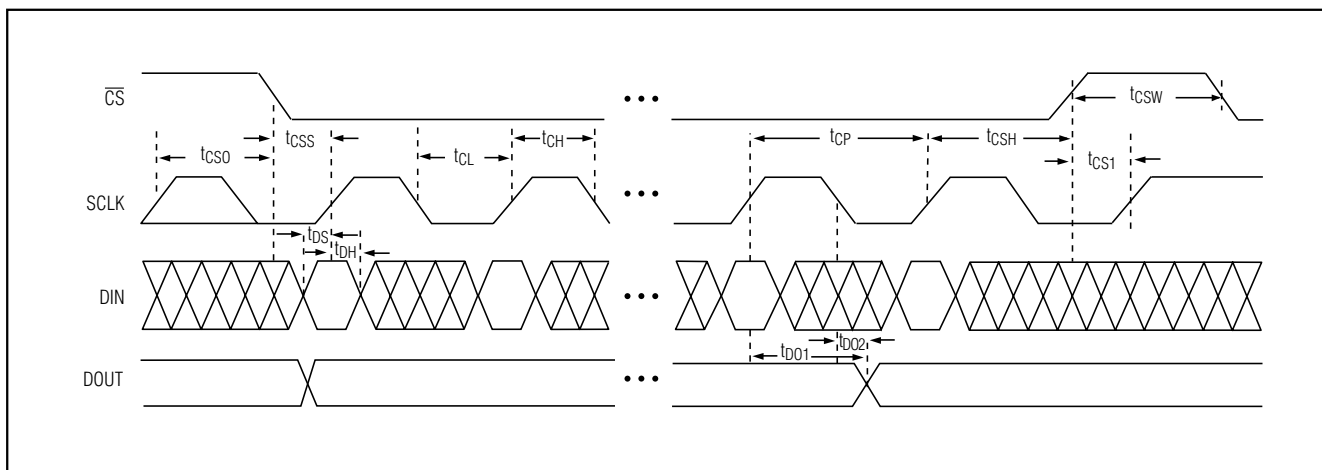 CS
tCSW
tCSS
tCP
tCSH
tCH
tCSO
tCL
tCS1
SCLK
tDS
tDH
DIN
tDO2
tDO1
DOUT